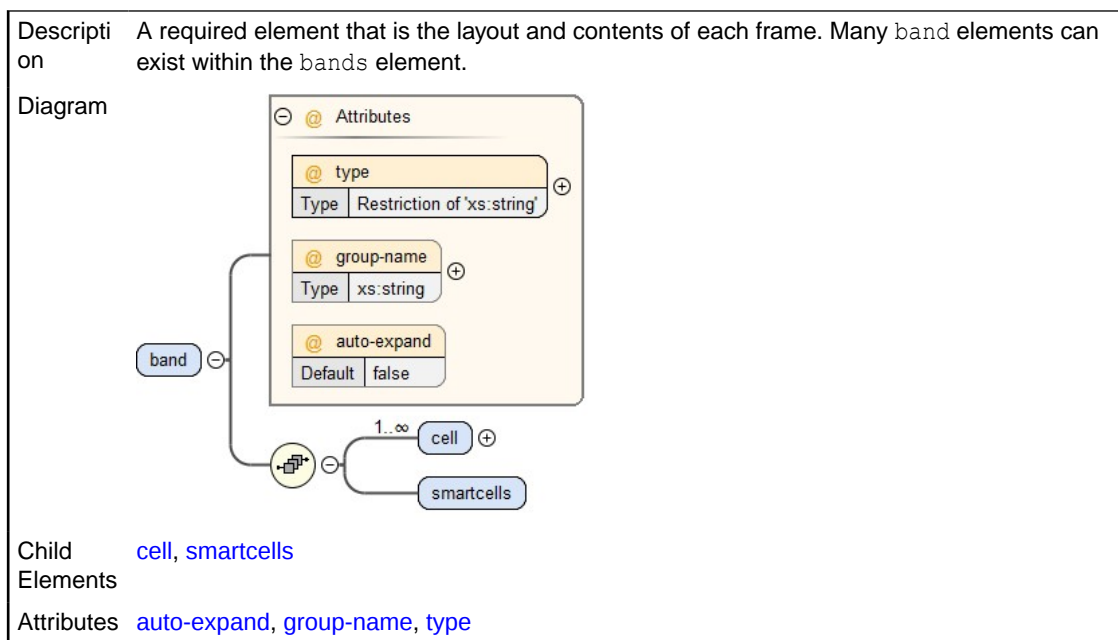 Descripti A required element that is the layout and contents of each frame. Many band elements can
on exist within the bands element.
Diagram
@ Attributes
@ type
Type Restriction of 'xs:string'
@ group-name
Type xs:string
@ auto-expand
Default false
band
1..∞ cell
smartcells
Child cell, smartcells
Elements
Attributes auto-expand, group-name, type